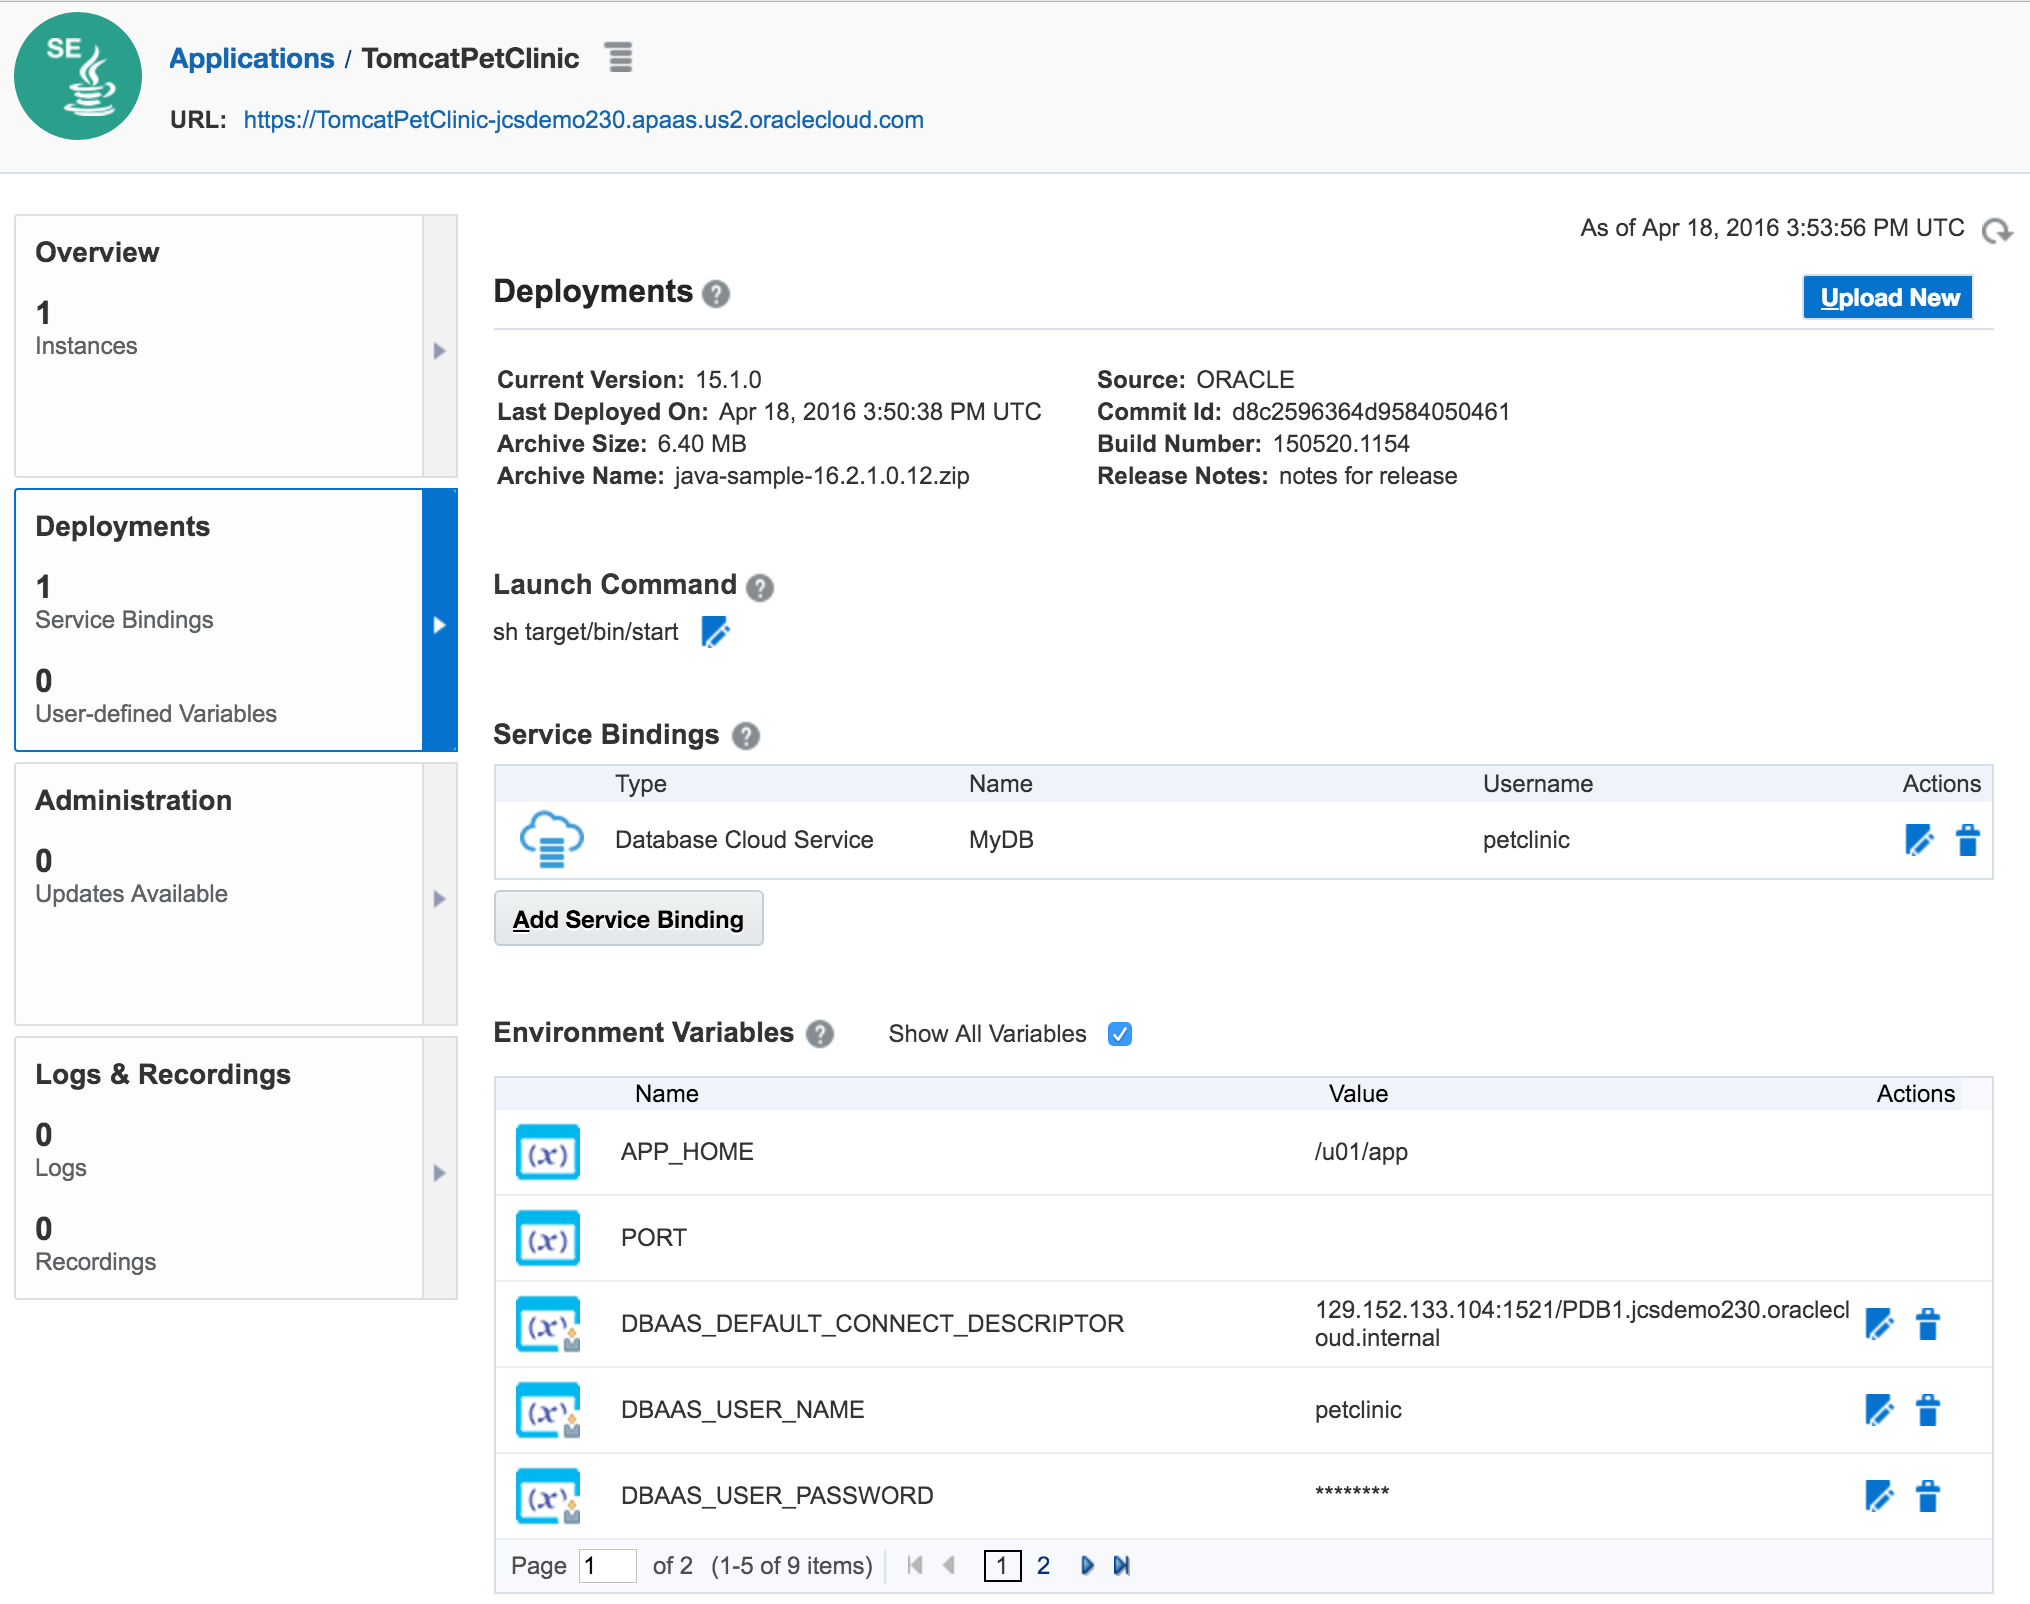 SE
Applications / TomcatPetClinic
URL: https://TomcatPetClinic-jcsdemo230.apaas.us2.oraclecloud.com
Overview
1
Instances
Deployments
1
Service Bindings
0
User-defined Variables
Administration
0
Updates Available
Logs & Recordings
0
Logs
0
Recordings
As of Apr 18, 2016 3:53:56 PM UTC
Deployments ?
Upload New
Current Version: 15.1.0
Last Deployed On: Apr 18, 2016 3:50:38 PM UTC
Archive Size: 6.40 MB
Archive Name: java-sample-16.2.1.0.12.zip
Source: ORACLE
Commit Id: d8c2596364d9584050461
Build Number: 150520.1154
Release Notes: notes for release
Launch Command ?
sh target/bin/start
Service Bindings ?
Type Name Username Actions
Database Cloud Service MyDB petclinic
Add Service Binding
Environment Variables ? Show All Variables
Name Value Actions
(x) APP_HOME /u01/app
(x) PORT
(x) DBAAS_DEFAULT_CONNECT_DESCRIPTOR 129.152.133.104:1521/PDB1.jcsdemo230.oraclecl
oud.internal
(x) DBAAS_USER_NAME petclinic
(x) DBAAS_USER_PASSWORD ********
Page 1 of 2 (1-5 of 9 items) 1 2